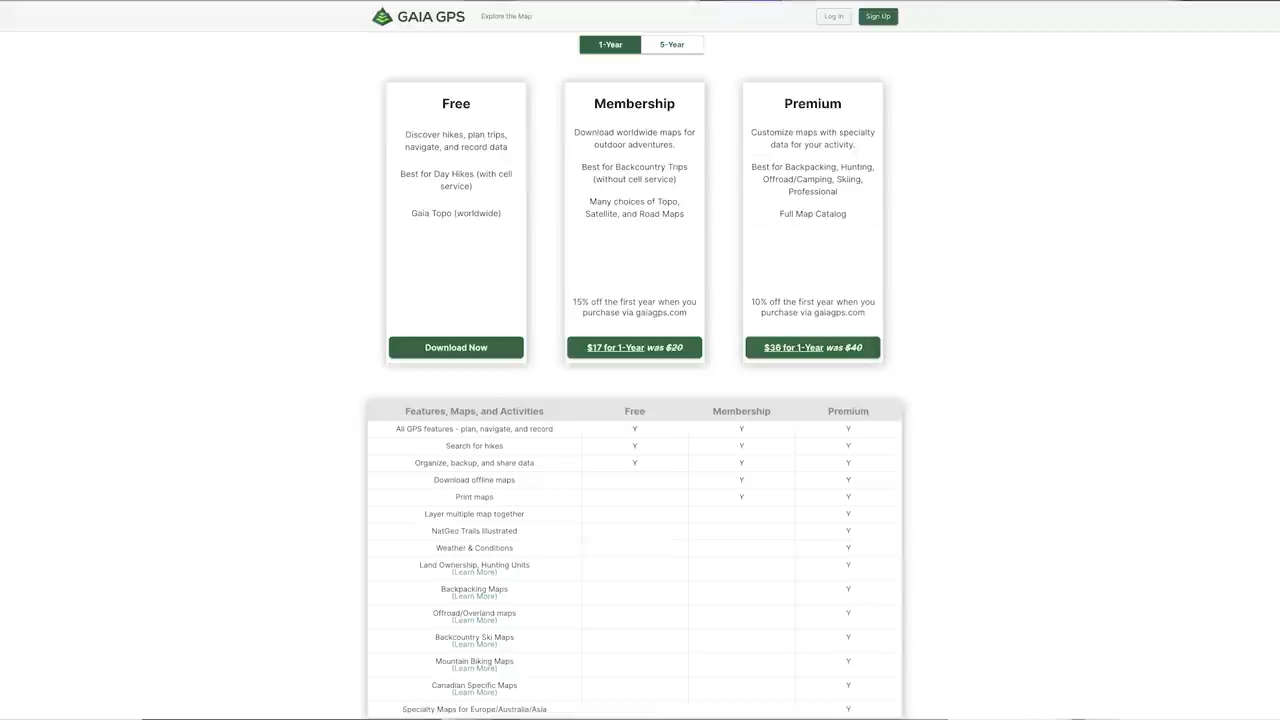 GAIA GPS
Explore the Map
Log In
Sign Up
1-Year
5-Year
Free
Discover hikes, plan trips,
navigate, and record data
Best for Day Hikes (with cell
service)
Gaia Topo (worldwide)
Download Now
Membership
Download worldwide maps for
outdoor adventures.
Best for Backcountry Trips
(without cell service)
Many choices of Topo,
Satellite, and Road Maps
15% off the first year when you
purchase via gaiagps.com
$17 for 1-Year was $20
Premium
Customize maps with specialty
data for your activity.
Best for Backpacking, Hunting,
Offroad/Camping, Skiing,
Professional
Full Map Catalog
10% off the first year when you
purchase via gaiagps.com
$36 for 1-Year was $40
Features, Maps, and Activities Free Membership Premium
All GPS features - plan, navigate, and record Y Y Y
Search for hikes Y Y Y
Organize, backup, and share data Y Y Y
Download offline maps Y Y
Print maps Y Y
Layer multiple map together Y
NatGeo Trails Illustrated Y
Weather & Conditions Y
Land Ownership, Hunting Units Y
(Learn More)
Backpacking Maps Y
(Learn More)
Offroad/Overland maps Y
(Learn More)
Backcountry Ski Maps Y
(Learn More)
Mountain Biking Maps Y
(Learn More)
Canadian Specific Maps Y
(Learn More)
Specialty Maps for Europe/Australia/Asia Y